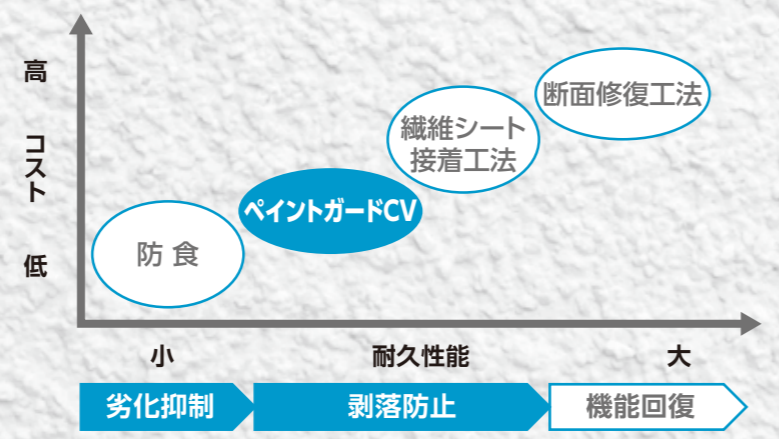 高
コスト
低
断面修復工法
繊維シート
接着工法
ペイントガードCV
防食
小
耐久性能
大
劣化抑制
剥落防止
機能回復